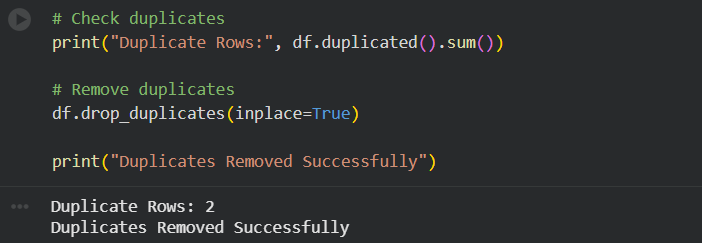 # Check duplicates
print("Duplicate Rows:", df.duplicated().sum())
# Remove duplicates
df.drop_duplicates(inplace=True)
print("Duplicates Removed Successfully")
Duplicate Rows: 2
Duplicates Removed Successfully